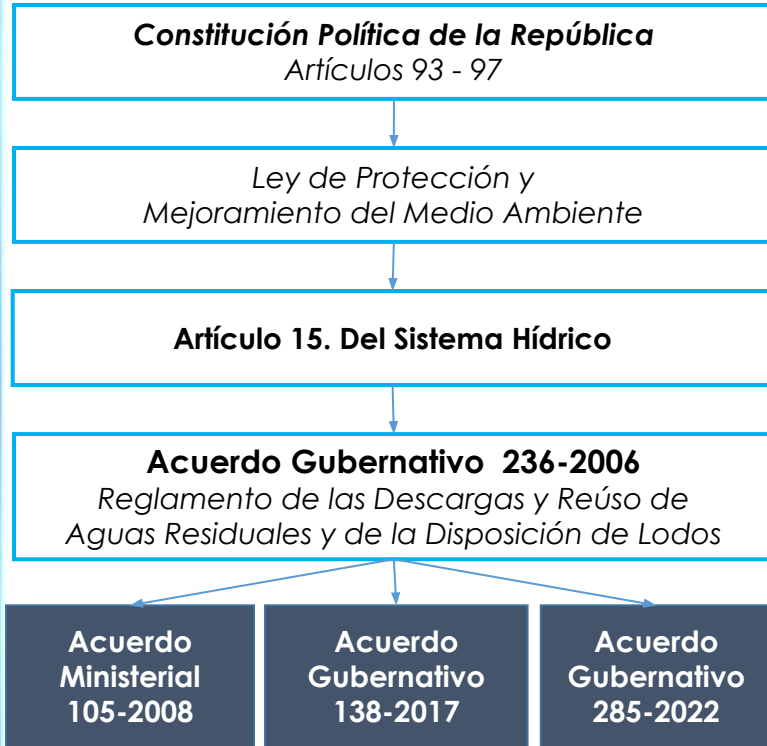 Constitución Política de la República
Artículos 93 - 97
Ley de Protección y
Mejoramiento del Medio Ambiente
Artículo 15. Del Sistema Hídrico
Acuerdo Gubernativo 236-2006
Reglamento de las Descargas y Reúso de
Aguas Residuales y de la Disposición de Lodos
Acuerdo
Ministerial
105-2008
Acuerdo
Gubernativo
138-2017
Acuerdo
Gubernativo
285-2022